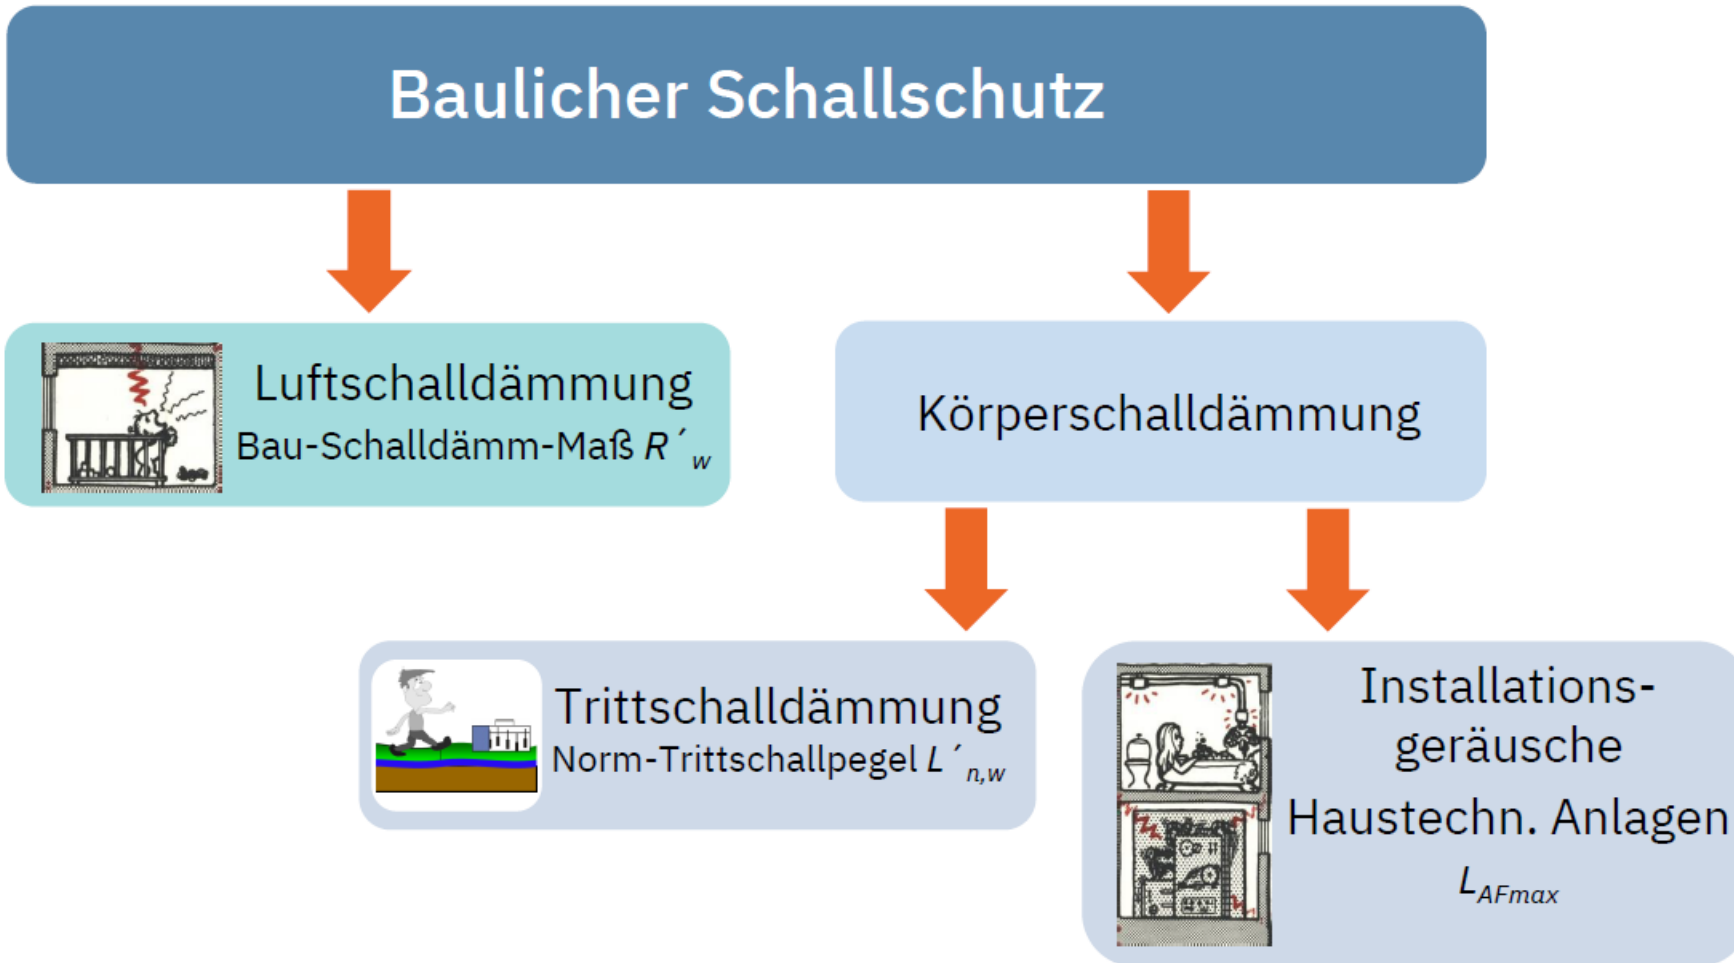 Baulicher Schallschutz
Luftschalldämmung
Bau-Schalldämm-Maß R´w
Körperschalldämmung
Trittschalldämmung
Norm-Trittschallpegel L´n,w
Installations-
geräusche
Haustechn. Anlagen
LAFmax